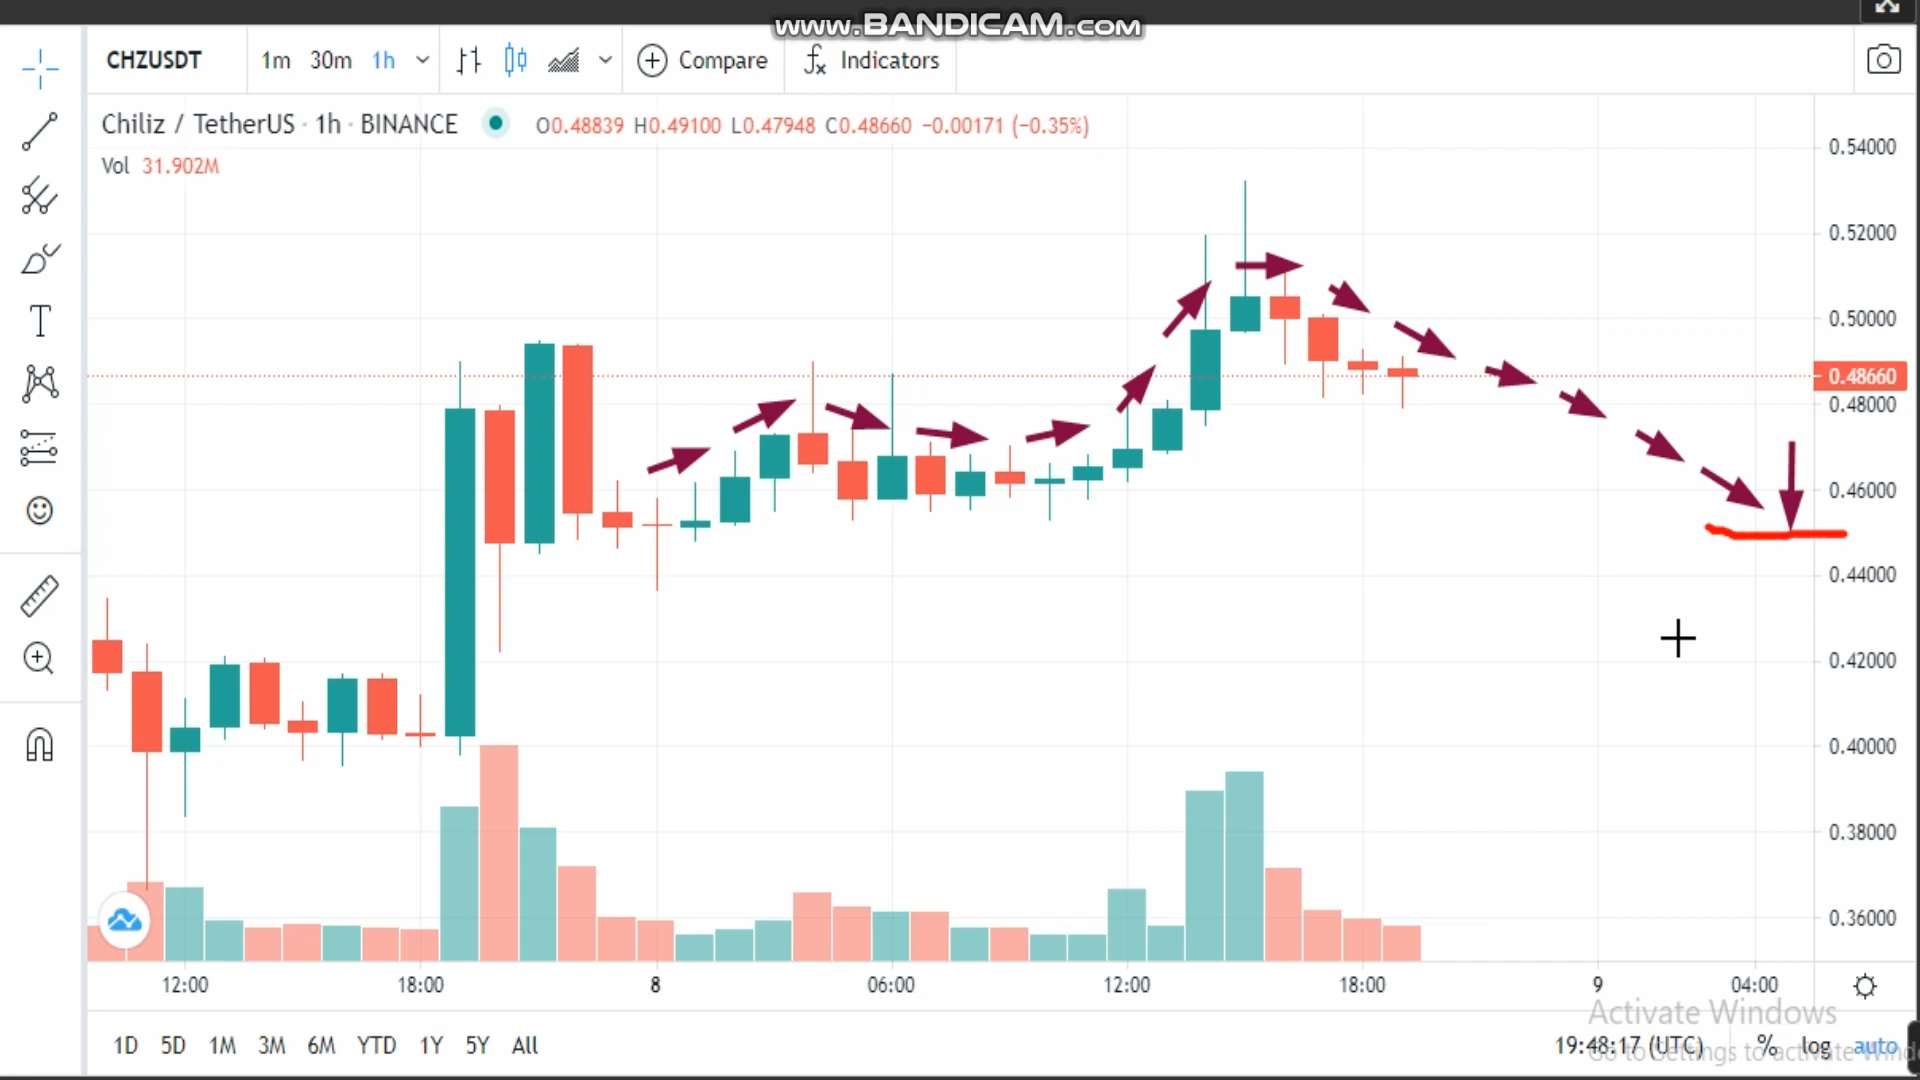 www.BANDICAM.com
CHZUSDT 1m 30m 1h Compare Indicators
Chiliz / TetherUS · 1h · BINANCE O0.48839 H0.49100 L0.47948 C0.48660 −0.00171 (−0.35%)
Vol 31.902M
0.54000
0.52000
0.50000
0.48660
0.48000
0.46000
0.44000
0.42000
0.40000
0.38000
0.36000
12:00 18:00 8 06:00 12:00 18:00 9 04:00
Activate Windows
1D 5D 1M 3M 6M YTD 1Y 5Y All 19:48:17 (UTC) % log auto
Go to Settings to activate Wind